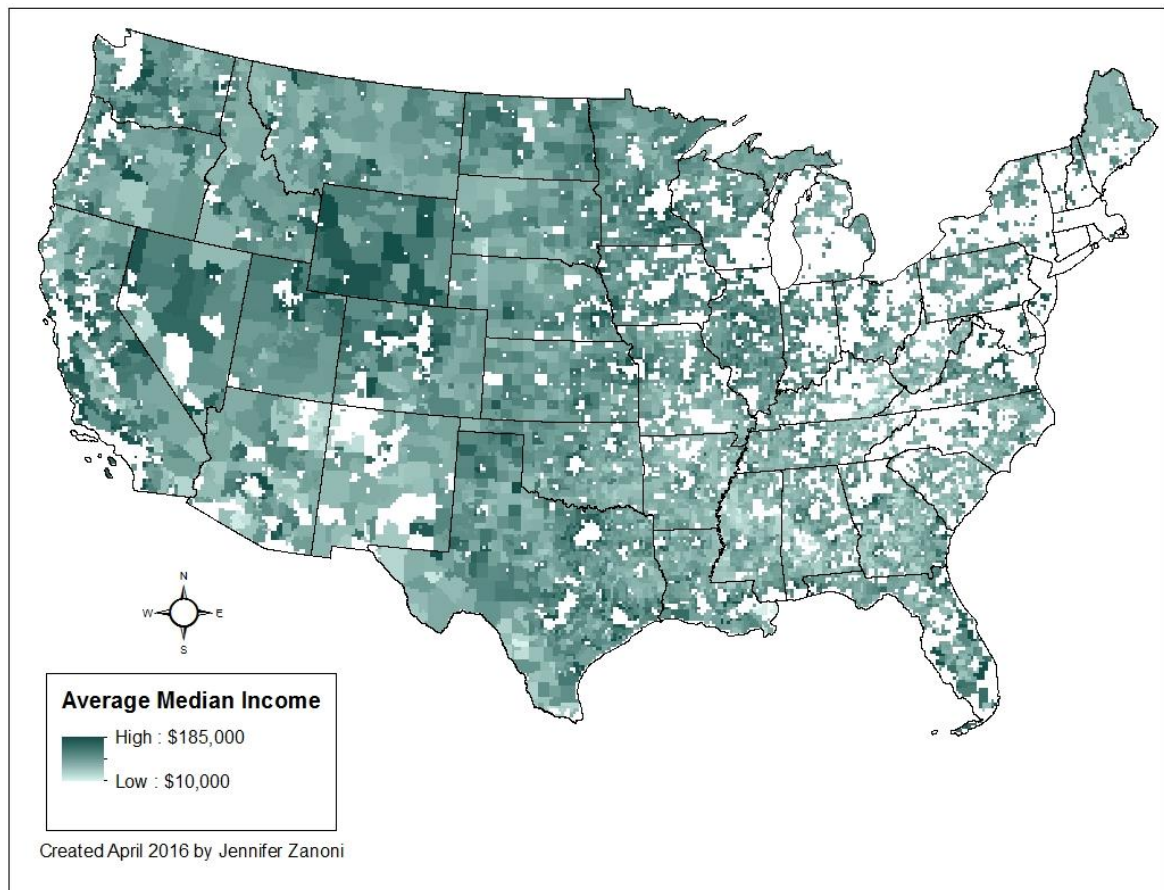 N
W E
S
Average Median Income
High : $185,000
Low : $10,000
Created April 2016 by Jennifer Zanoni